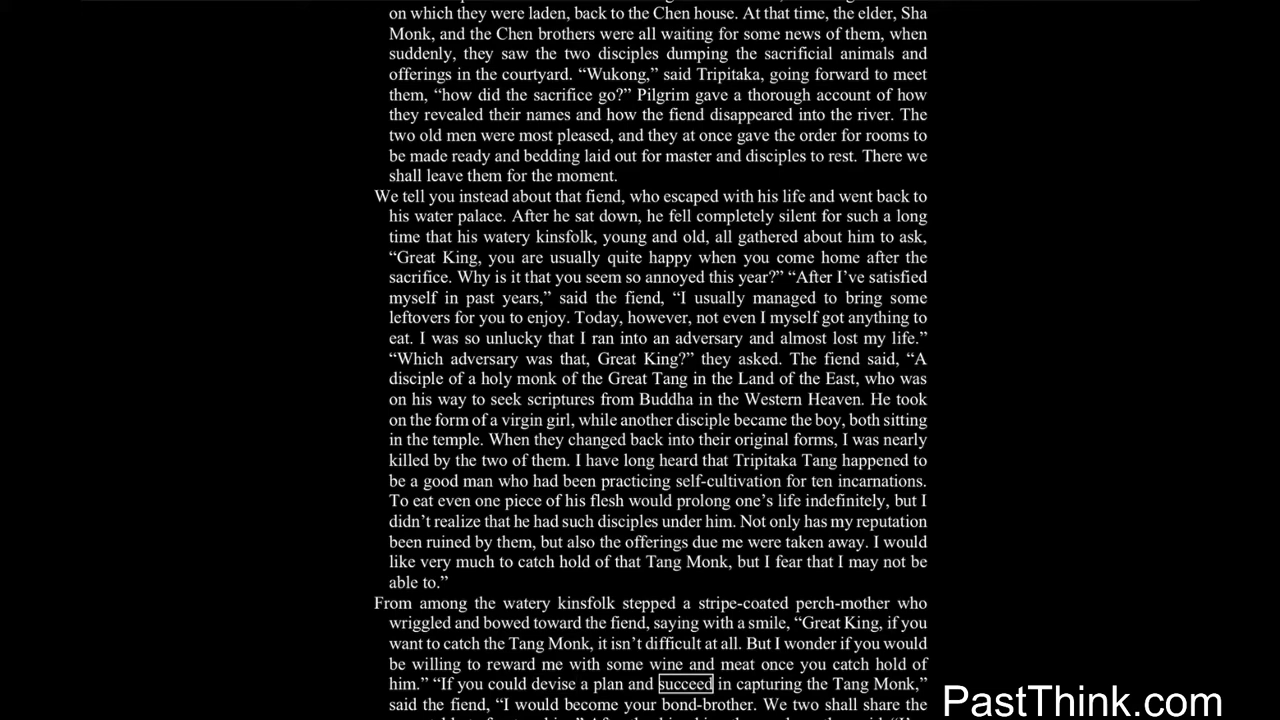 on which they were laden, back to the Chen house. At that time, the elder, Sha
Monk, and the Chen brothers were all waiting for some news of them, when
suddenly, they saw the two disciples dumping the sacrificial animals and
offerings in the courtyard. “Wukong,” said Tripitaka, going forward to meet
them, “how did the sacrifice go?” Pilgrim gave a thorough account of how
they revealed their names and how the fiend disappeared into the river. The
two old men were most pleased, and they at once gave the order for rooms to
be made ready and bedding laid out for master and disciples to rest. There we
shall leave them for the moment.
We tell you instead about that fiend, who escaped with his life and went back to
his water palace. After he sat down, he fell completely silent for such a long
time that his watery kinsfolk, young and old, all gathered about him to ask,
“Great King, you are usually quite happy when you come home after the
sacrifice. Why is it that you seem so annoyed this year?” “After I’ve satisfied
myself in past years,” said the fiend, “I usually managed to bring some
leftovers for you to enjoy. Today, however, not even I myself got anything to
eat. I was so unlucky that I ran into an adversary and almost lost my life.”
“Which adversary was that, Great King?” they asked. The fiend said, “A
disciple of a holy monk of the Great Tang in the Land of the East, who was
on his way to seek scriptures from Buddha in the Western Heaven. He took
on the form of a virgin girl, while another disciple became the boy, both sitting
in the temple. When they changed back into their original forms, I was nearly
killed by the two of them. I have long heard that Tripitaka Tang happened to
be a good man who had been practicing self-cultivation for ten incarnations.
To eat even one piece of his flesh would prolong one’s life indefinitely, but I
didn’t realize that he had such disciples under him. Not only has my reputation
been ruined by them, but also the offerings due me were taken away. I would
like very much to catch hold of that Tang Monk, but I fear that I may not be
able to.”
From among the watery kinsfolk stepped a stripe-coated perch-mother who
wriggled and bowed toward the fiend, saying with a smile, “Great King, if you
want to catch the Tang Monk, it isn’t difficult at all. But I wonder if you would
be willing to reward me with some wine and meat once you catch hold of
him.” “If you could devise a plan and succeed in capturing the Tang Monk,”
said the fiend, “I would become your bond-brother. We two shall share the
PastThink.com